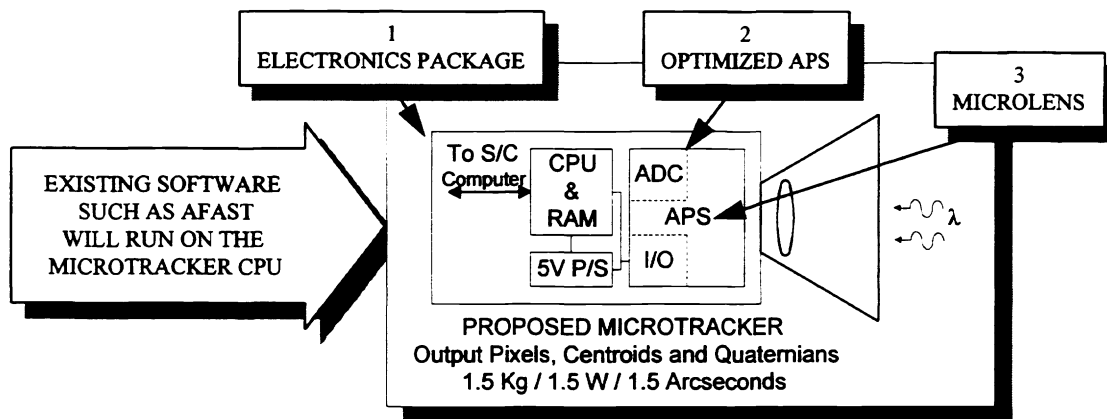 1
ELECTRONICS PACKAGE
2
OPTIMIZED APS
3
MICROLENS
EXISTING SOFTWARE
SUCH AS AFAST
WILL RUN ON THE
MICROTRACKER CPU
To S/C
Computer
CPU
&
RAM
5V P/S
ADC
APS
I/O
λ
PROPOSED MICROTRACKER
Output Pixels, Centroids and Quaternians
1.5 Kg / 1.5 W / 1.5 Arcseconds